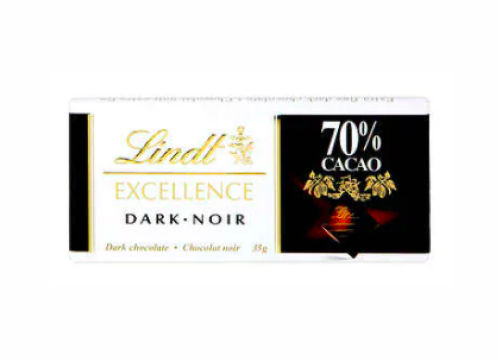 Lindt
EXCELLENCE
DARK · NOIR
Dark chocolate • Chocolat noir 35g
70%
CACAO